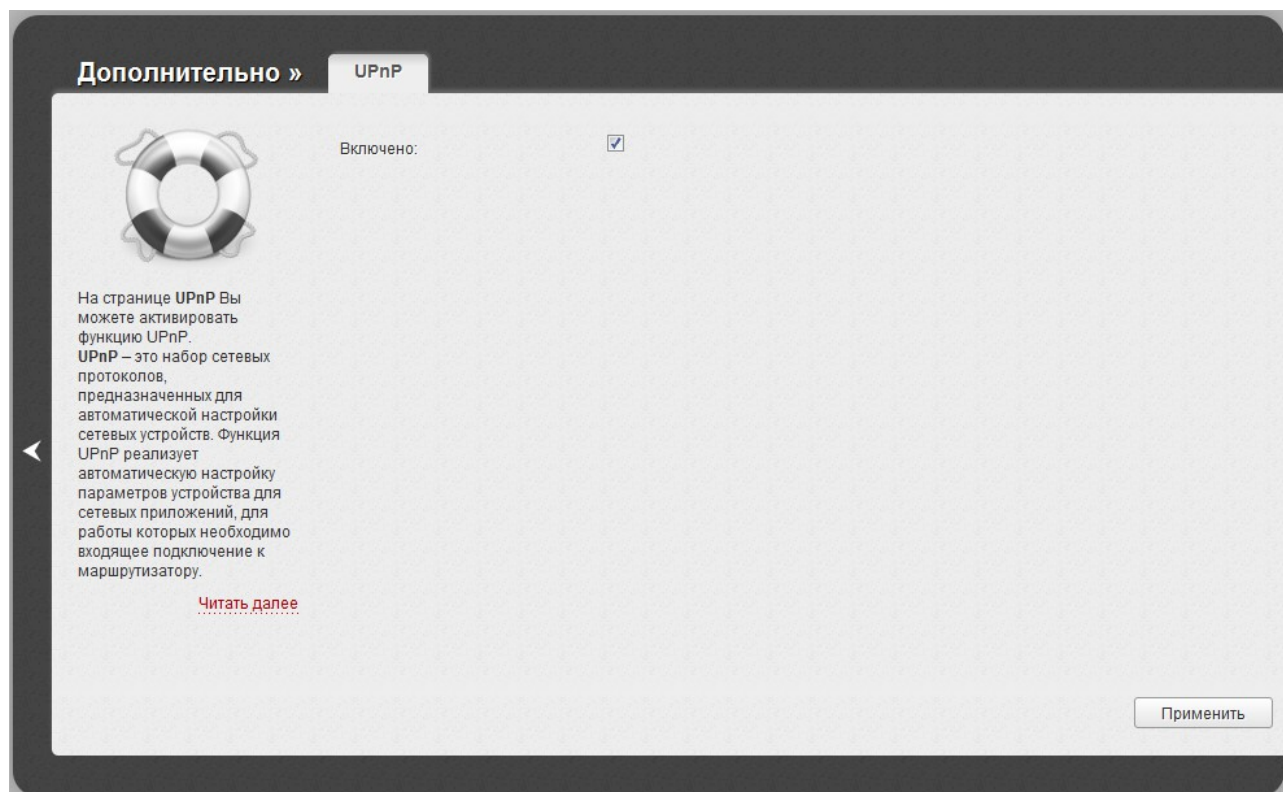 Дополнительно »
UPnP
Включено:
На странице UPnP Вы
можете активировать
функцию UPnP.
UPnP – это набор сетевых
протоколов,
предназначенных для
автоматической настройки
сетевых устройств. Функция
UPnP реализует
автоматическую настройку
параметров устройства для
сетевых приложений, для
работы которых необходимо
входящее подключение к
маршрутизатору.
Читать далее
Применить